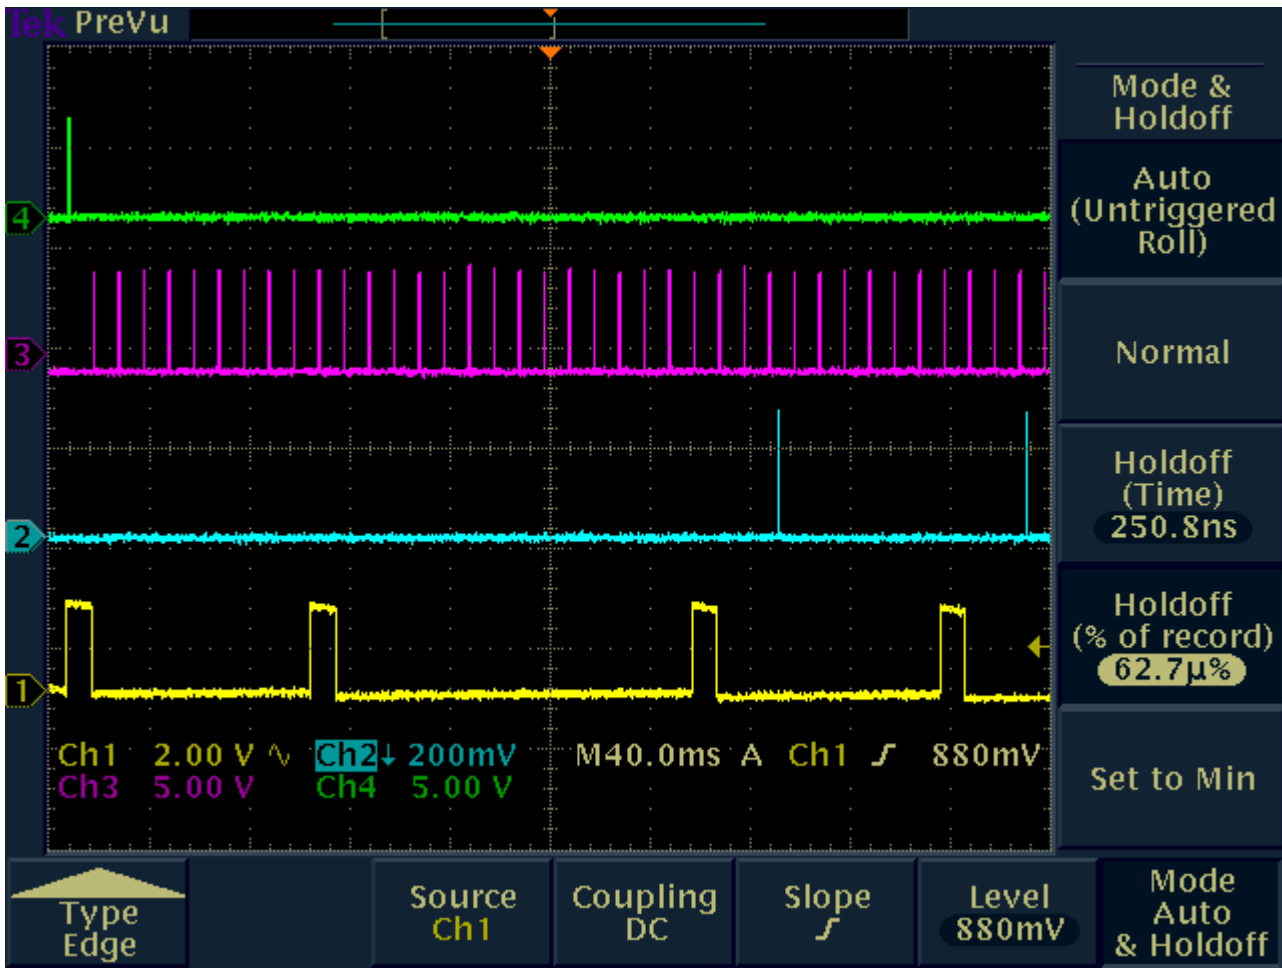 Tek PreVu
Mode &
Holdoff
Auto
(Untriggered
Roll)
Normal
Holdoff
(Time)
250.8ns
Holdoff
(% of record)
62.7µ%
Set to Min
4
3
2
1
Ch1 2.00 V Ch2 200mV M40.0ms A Ch1 880mV
Ch3 5.00 V Ch4 5.00 V
Type
Edge
Source
Ch1
Coupling
DC
Slope
Level
880mV
Mode
Auto
& Holdoff